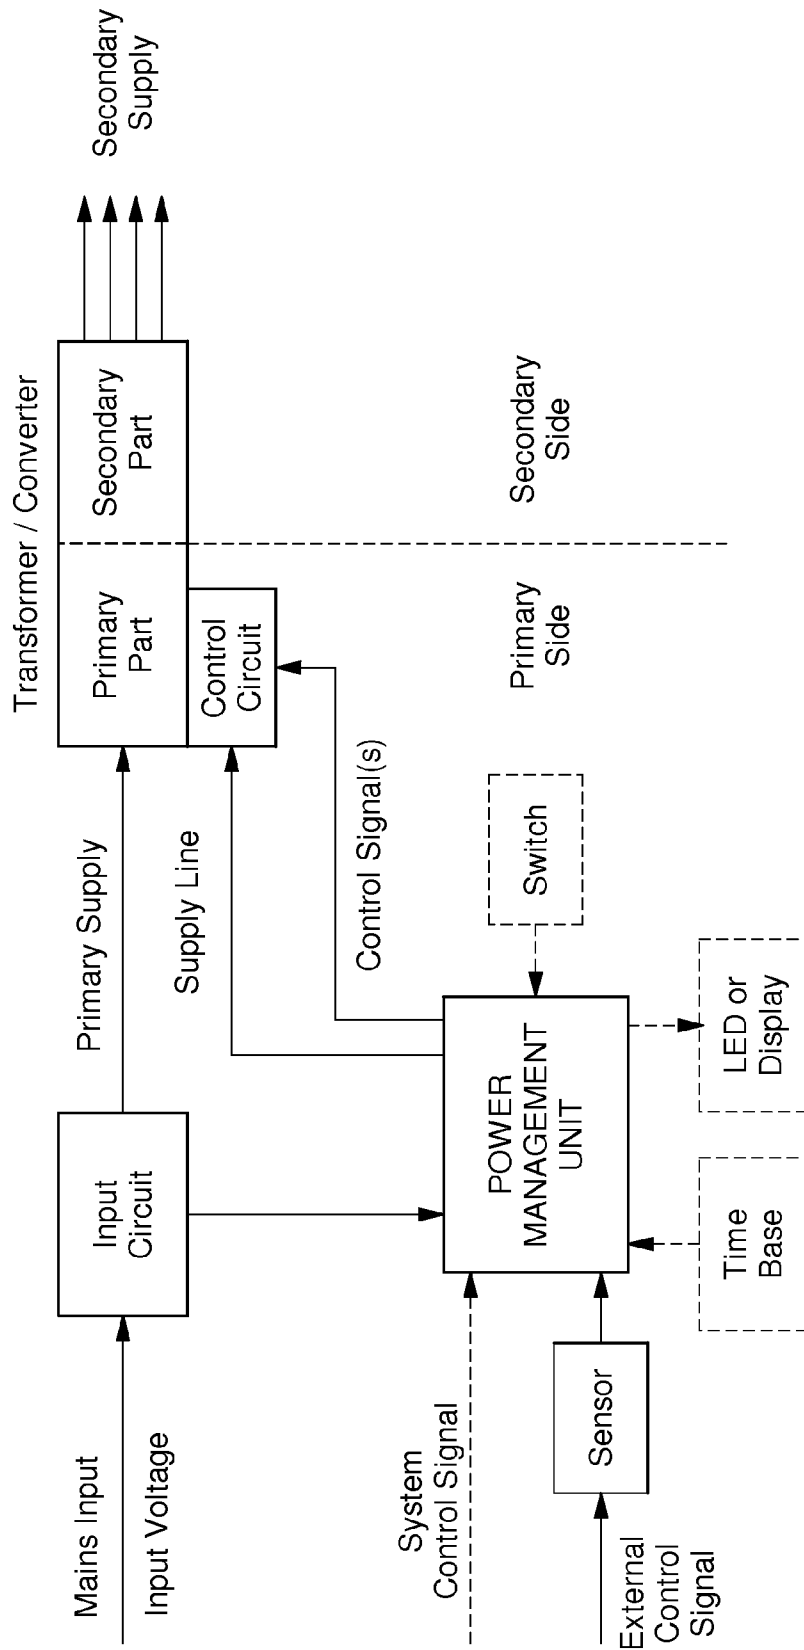 Transformer / Converter
Mains Input
Input Voltage
Input
Circuit
Primary Supply
Primary
Part
Secondary
Part
Secondary
Supply
Supply Line
Control
Circuit
Control Signal(s)
System
Control Signal
External
Control
Signal
Sensor
POWER
MANAGEMENT
UNIT
Switch
Primary
Side
Secondary
Side
Time
Base
LED or
Display